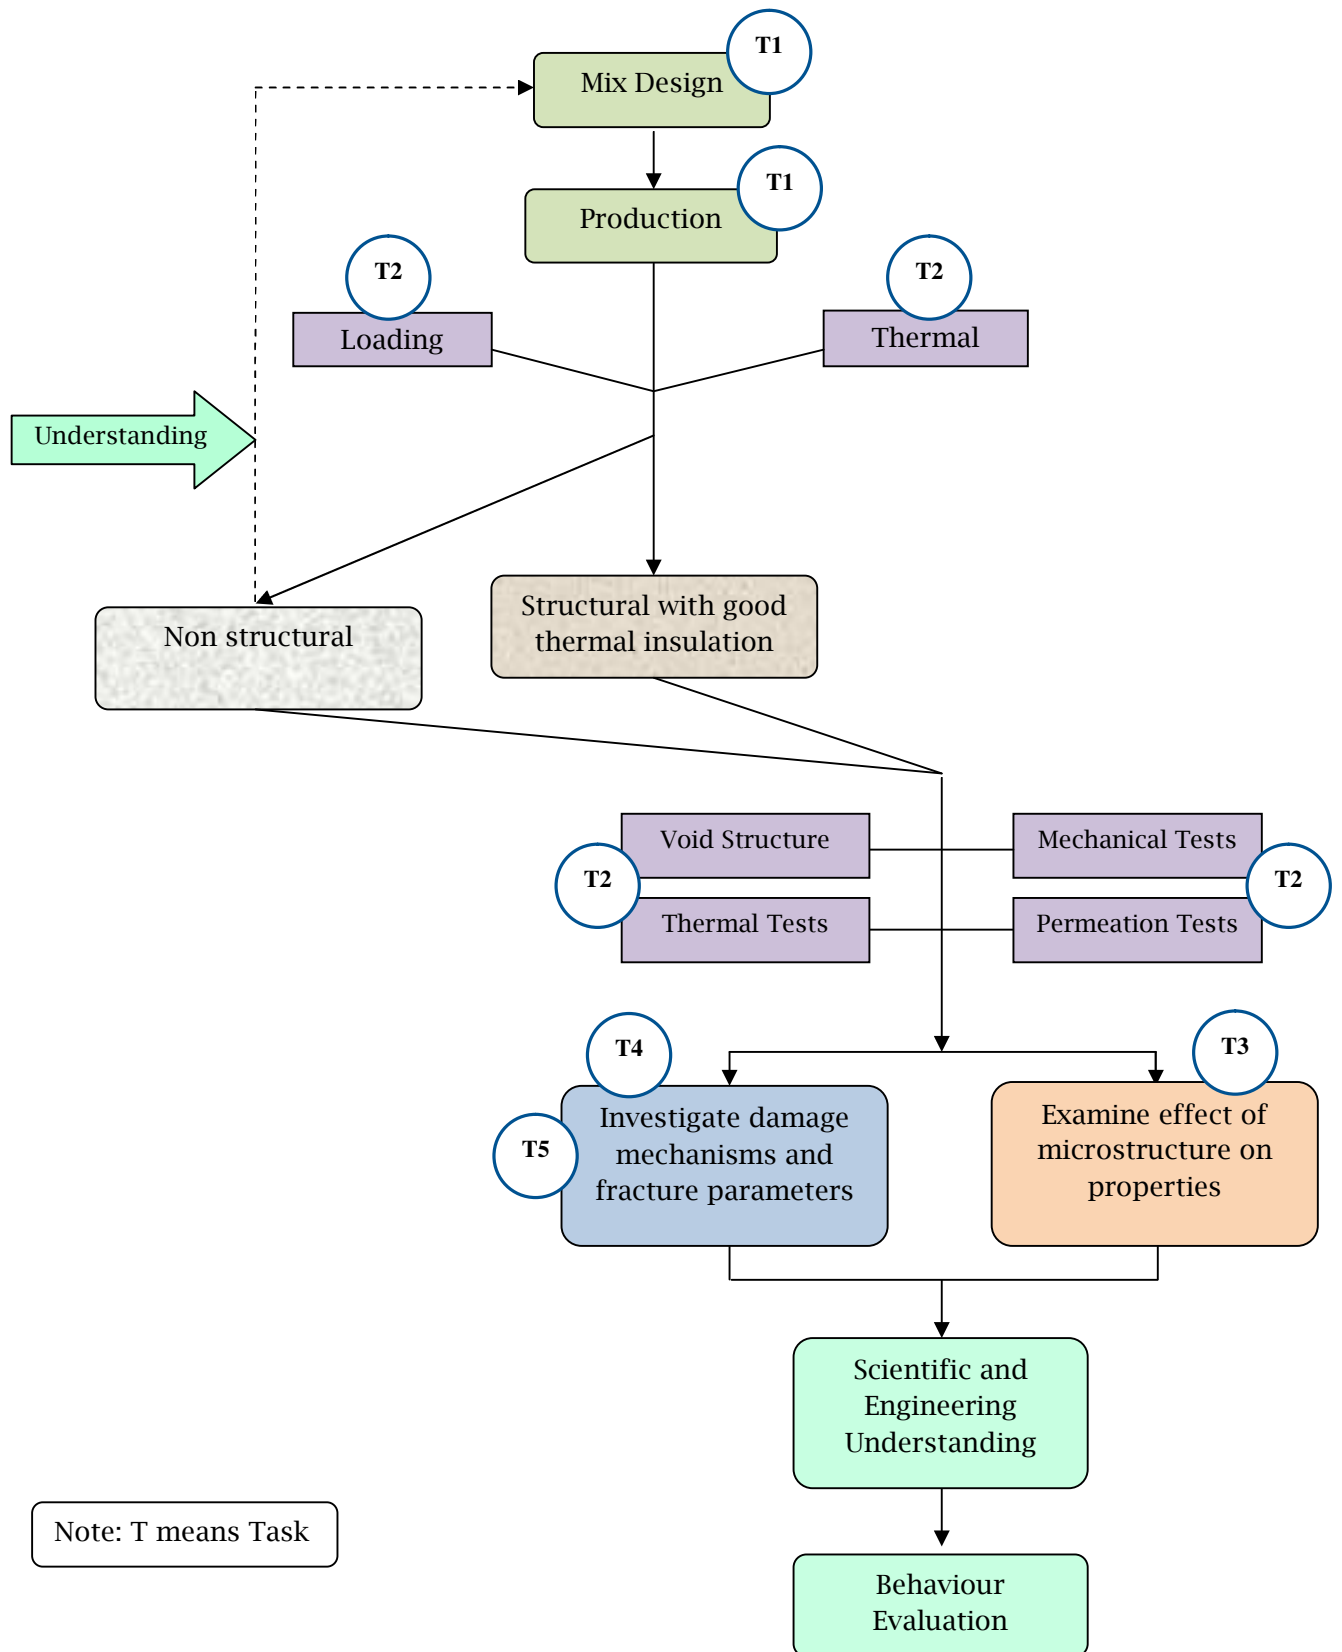 T1
Mix Design
T1
Production
T2
T2
Loading
Thermal
Understanding
Non structural
Structural with good
thermal insulation
Void Structure
Mechanical Tests
T2
T2
Thermal Tests
Permeation Tests
T4
T3
T5
Investigate damage
mechanisms and
fracture parameters
Examine effect of
microstructure on
properties
Scientific and
Engineering
Understanding
Note: T means Task
Behaviour
Evaluation